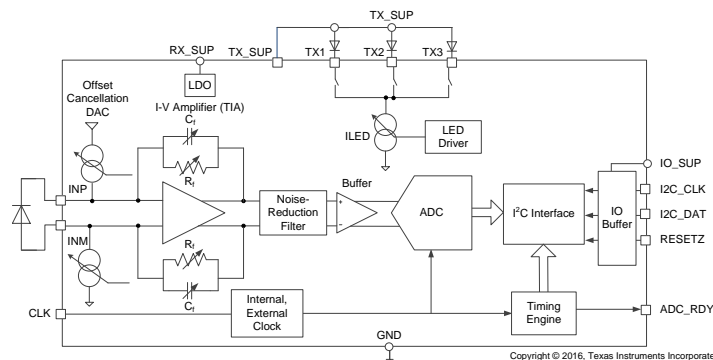 TX_SUP
RX_SUP
TX_SUP
TX1
TX2
TX3
LDO
Offset
Cancellation
DAC
I-V Amplifier (TIA)
Cf
Rf
ILED
LED
Driver
IO_SUP
INP
Noise-
Reduction
Filter
Buffer
+
-
ADC
I²C Interface
IO
Buffer
I2C_CLK
I2C_DAT
RESETZ
INM
Rf
Cf
CLK
Internal,
External
Clock
Timing
Engine
ADC_RDY
GND
Copyright © 2016, Texas Instruments Incorporate